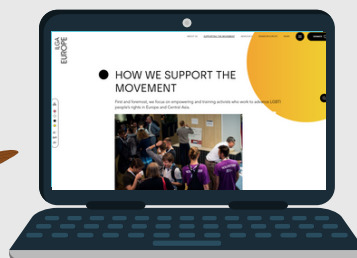 ILGA
EUROPE
HOW WE SUPPORT THE
MOVEMENT
First and foremost, we focus on empowering and training activists who work to advance LGBTI
people's rights in Europe and Central Asia.